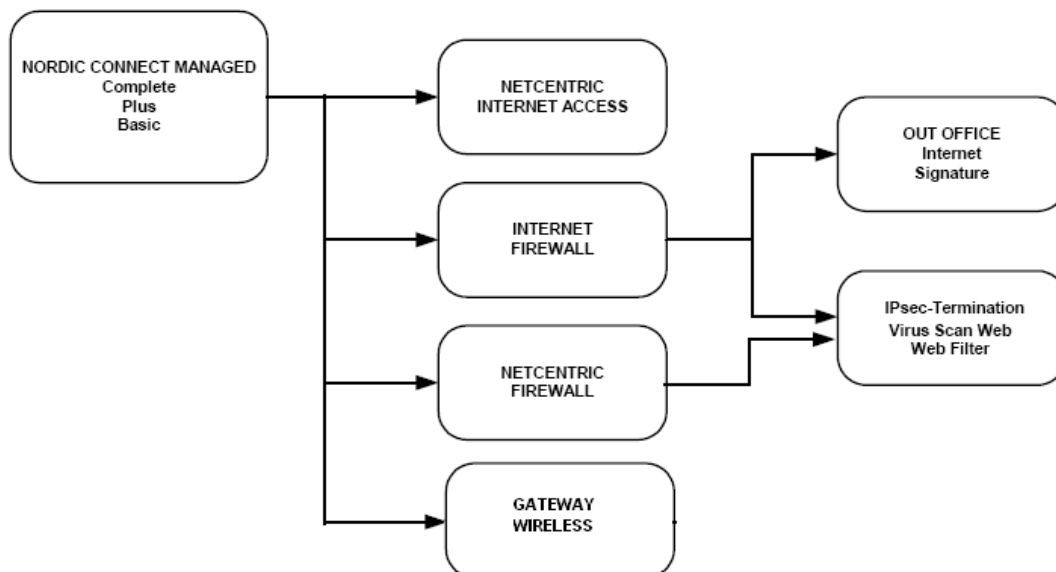 NORDIC CONNECT MANAGED
Complete
Plus
Basic
NETCENTRIC
INTERNET ACCESS
INTERNET
FIREWALL
NETCENTRIC
FIREWALL
GATEWAY
WIRELESS
OUT OFFICE
Internet
Signature
IPsec-Termination
Virus Scan Web
Web Filter